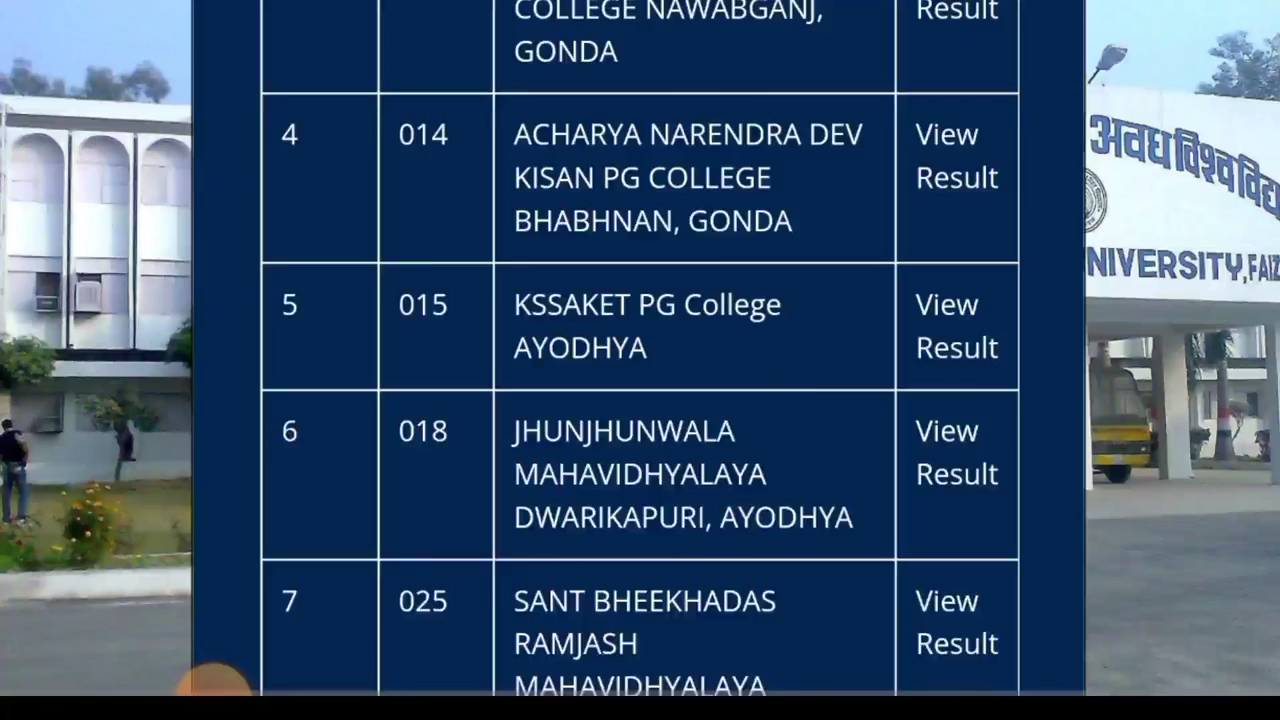 COLLEGE NAWABGANJ,
GONDA
Result
4
014
ACHARYA NARENDRA DEV
KISAN PG COLLEGE
BHABHNAN, GONDA
View
Result
5
015
KSSAKET PG College
AYODHYA
View
Result
6
018
JHUNJHUNWALA
MAHAVIDHYALAYA
DWARIKAPURI, AYODHYA
View
Result
7
025
SANT BHEEKHADAS
RAMJASH
MAHAVIDHYALAYA
View
Result
अवध विश्वविद्य
NIVERSITY, FAIZ